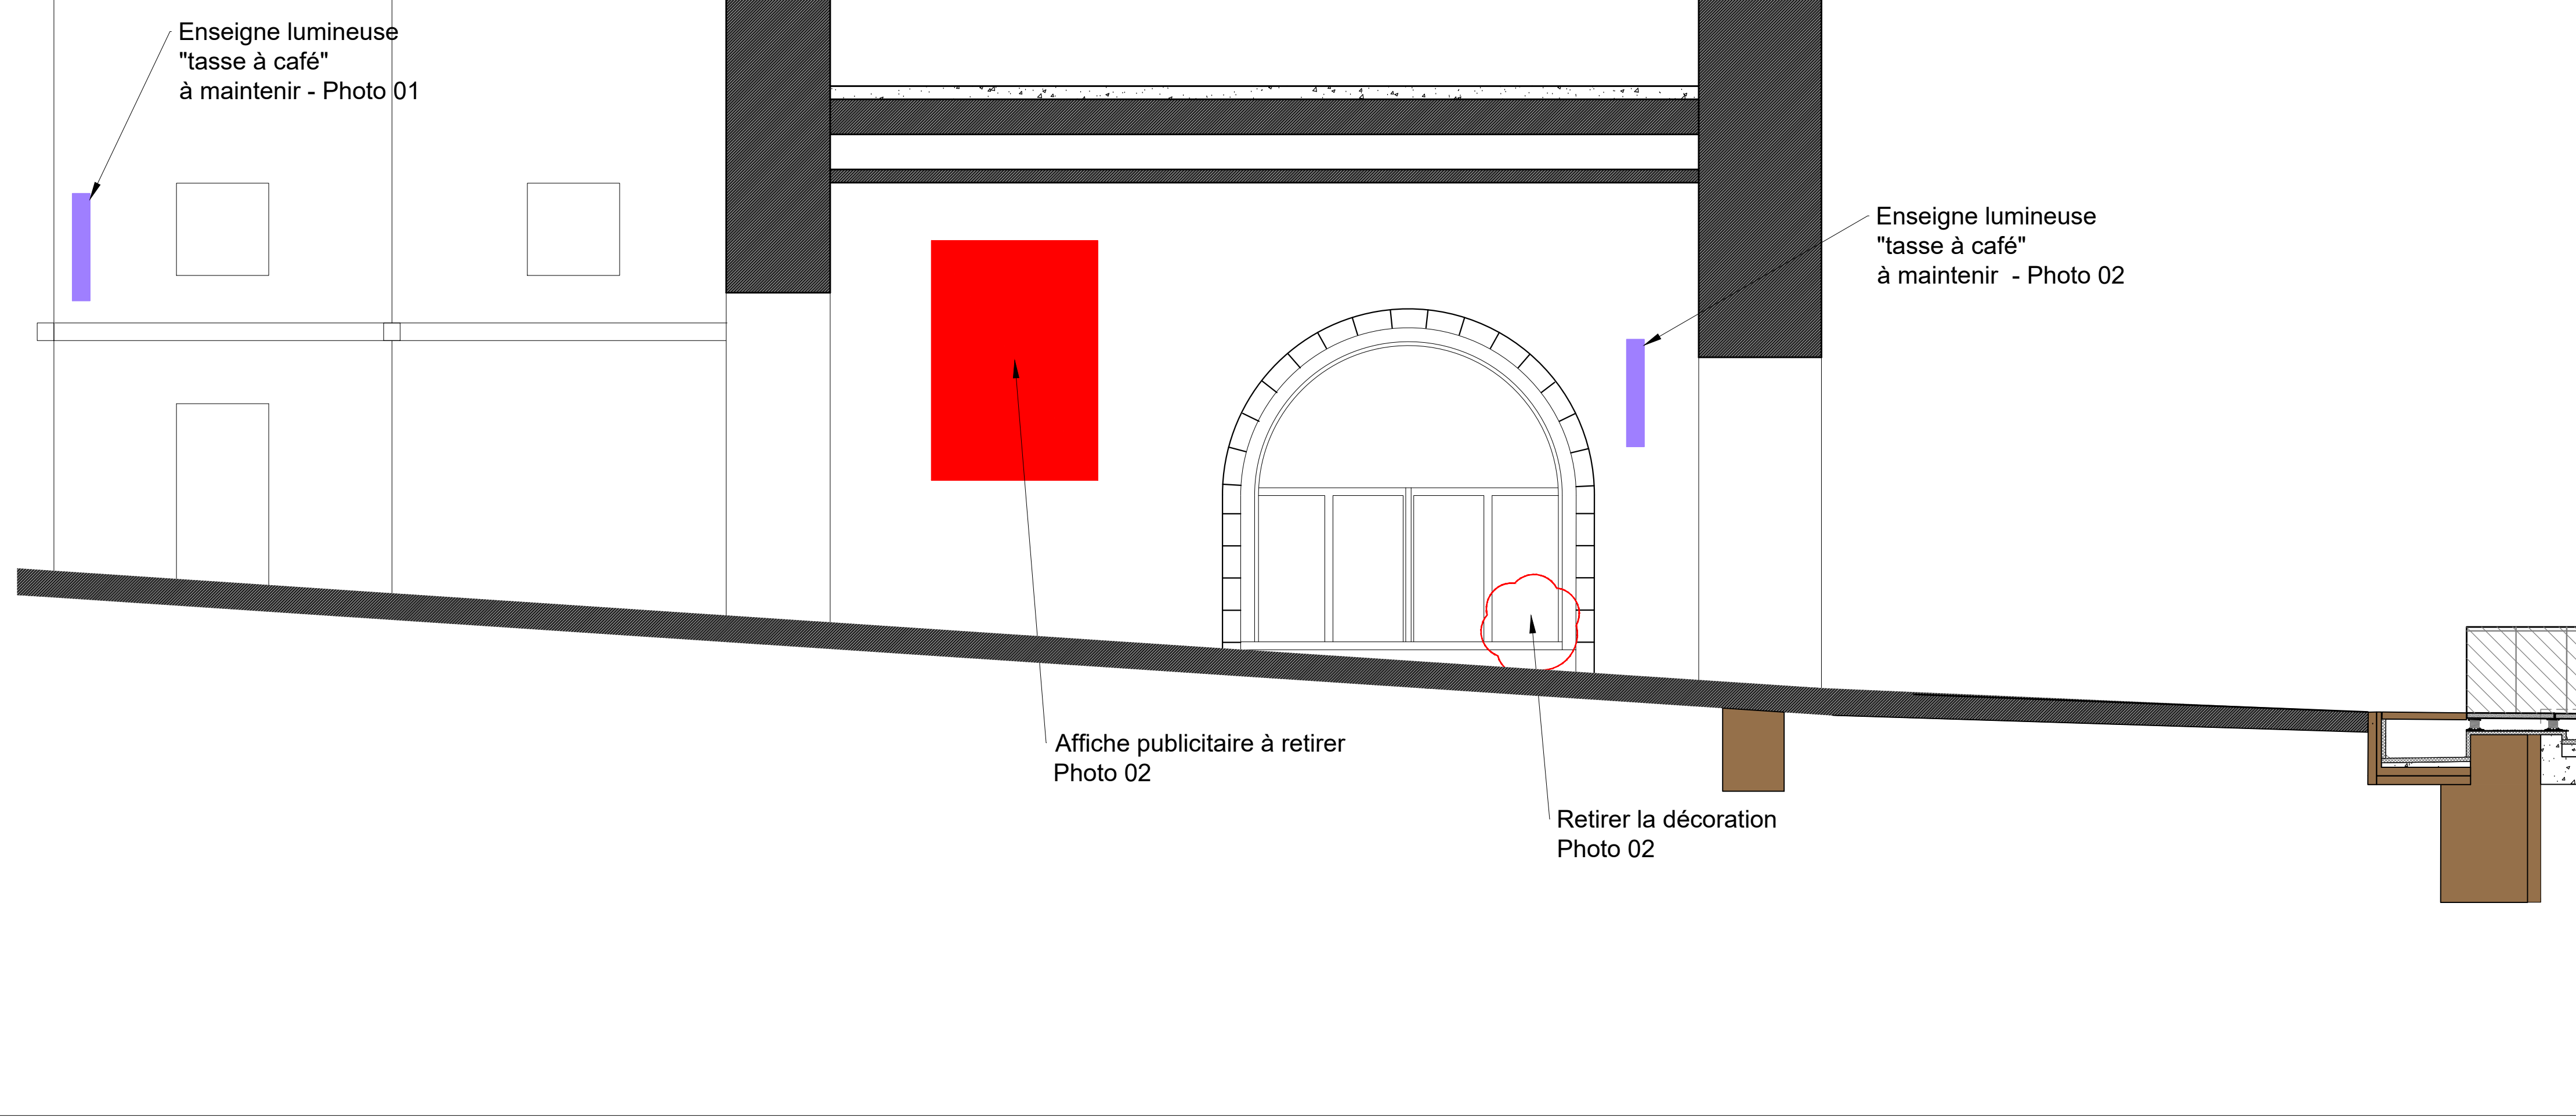 Enseigne lumineuse
"tasse à café"
à maintenir - Photo 01
Enseigne lumineuse
"tasse à café"
à maintenir  - Photo 02
Affiche publicitaire à retirer
Photo 02
Retirer la décoration
Photo 02